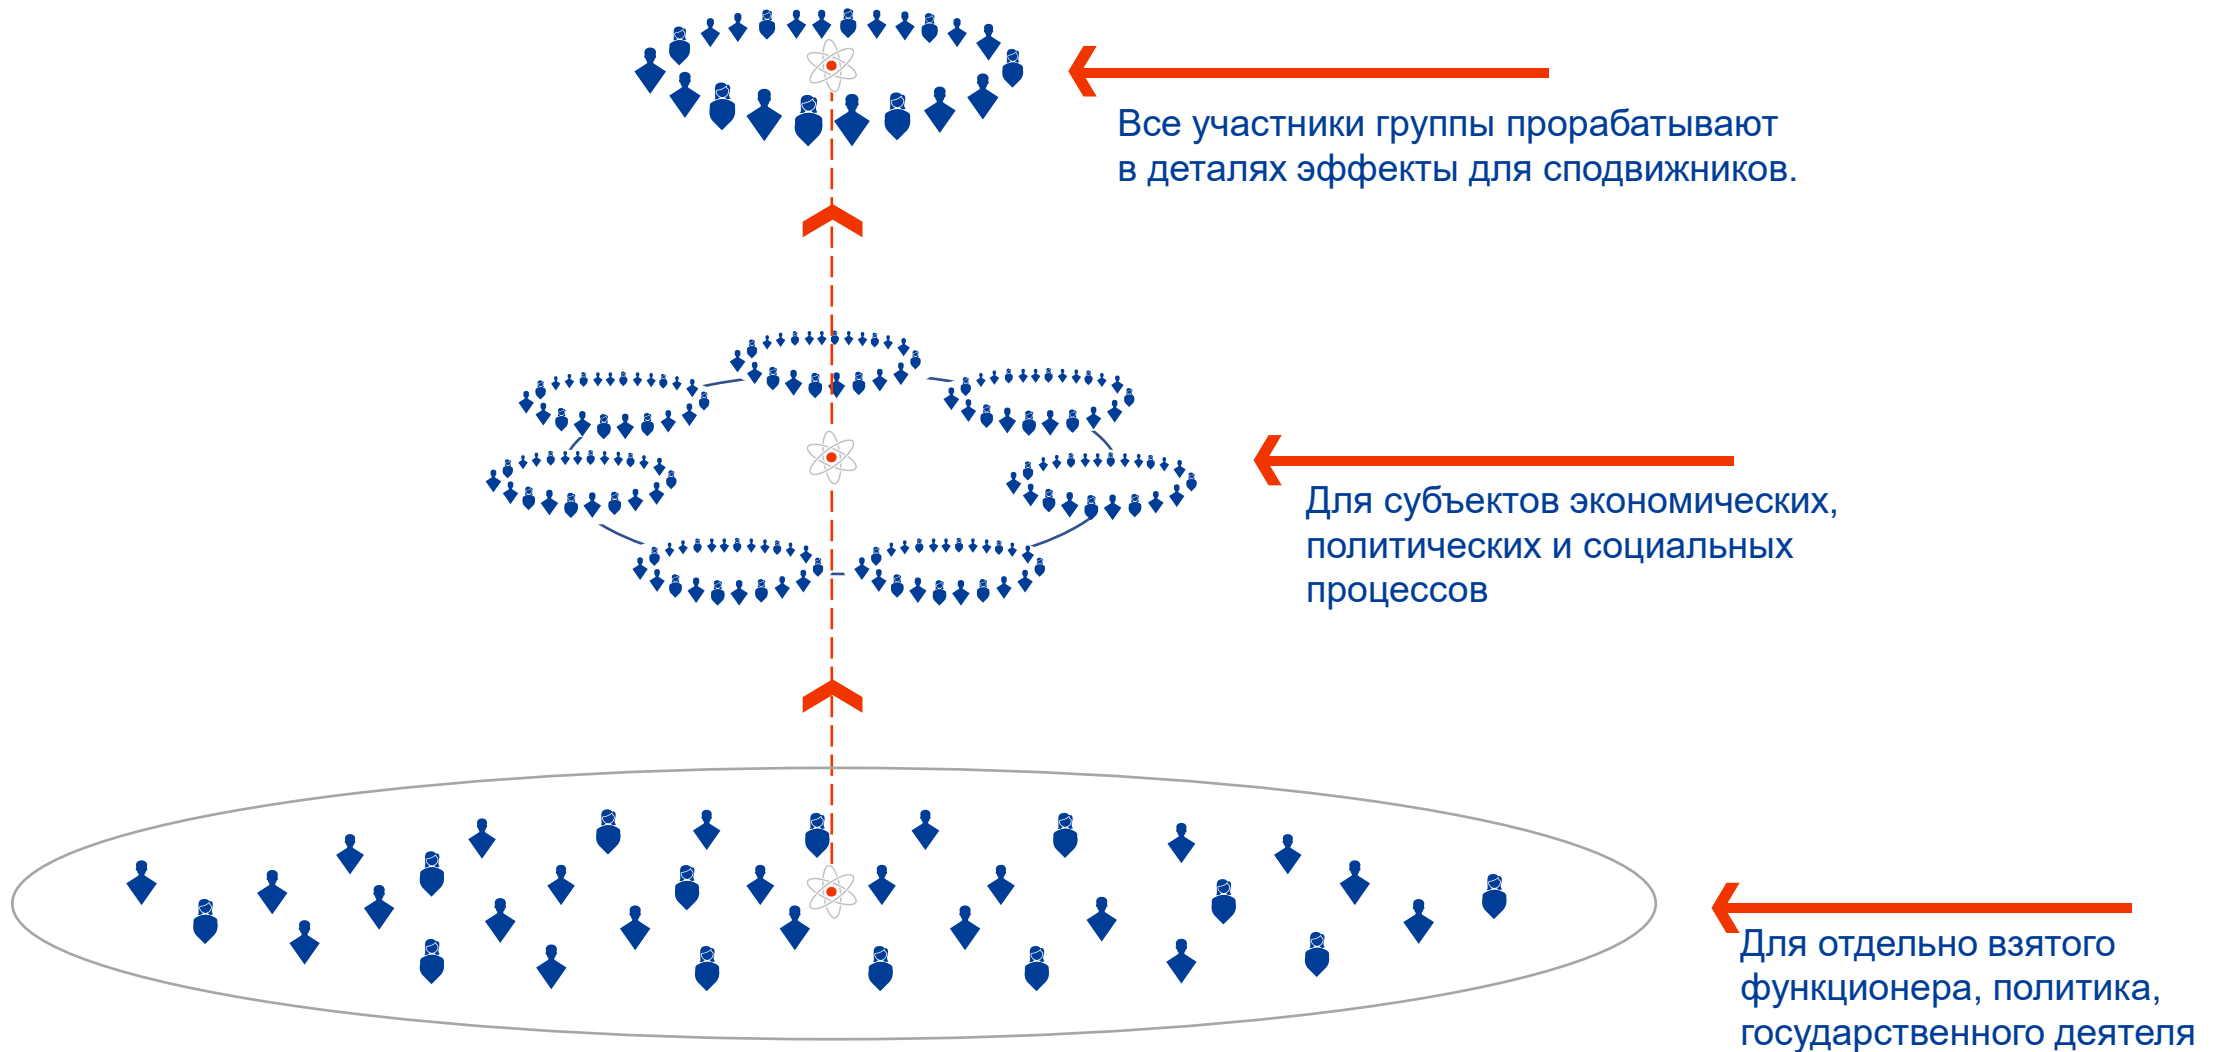 Все участники группы прорабатывают
в деталях эффекты для сподвижников.
Для субъектов экономических,
политических и социальных
процессов
Для отдельно взятого
функционера, политика,
государственного деятеля